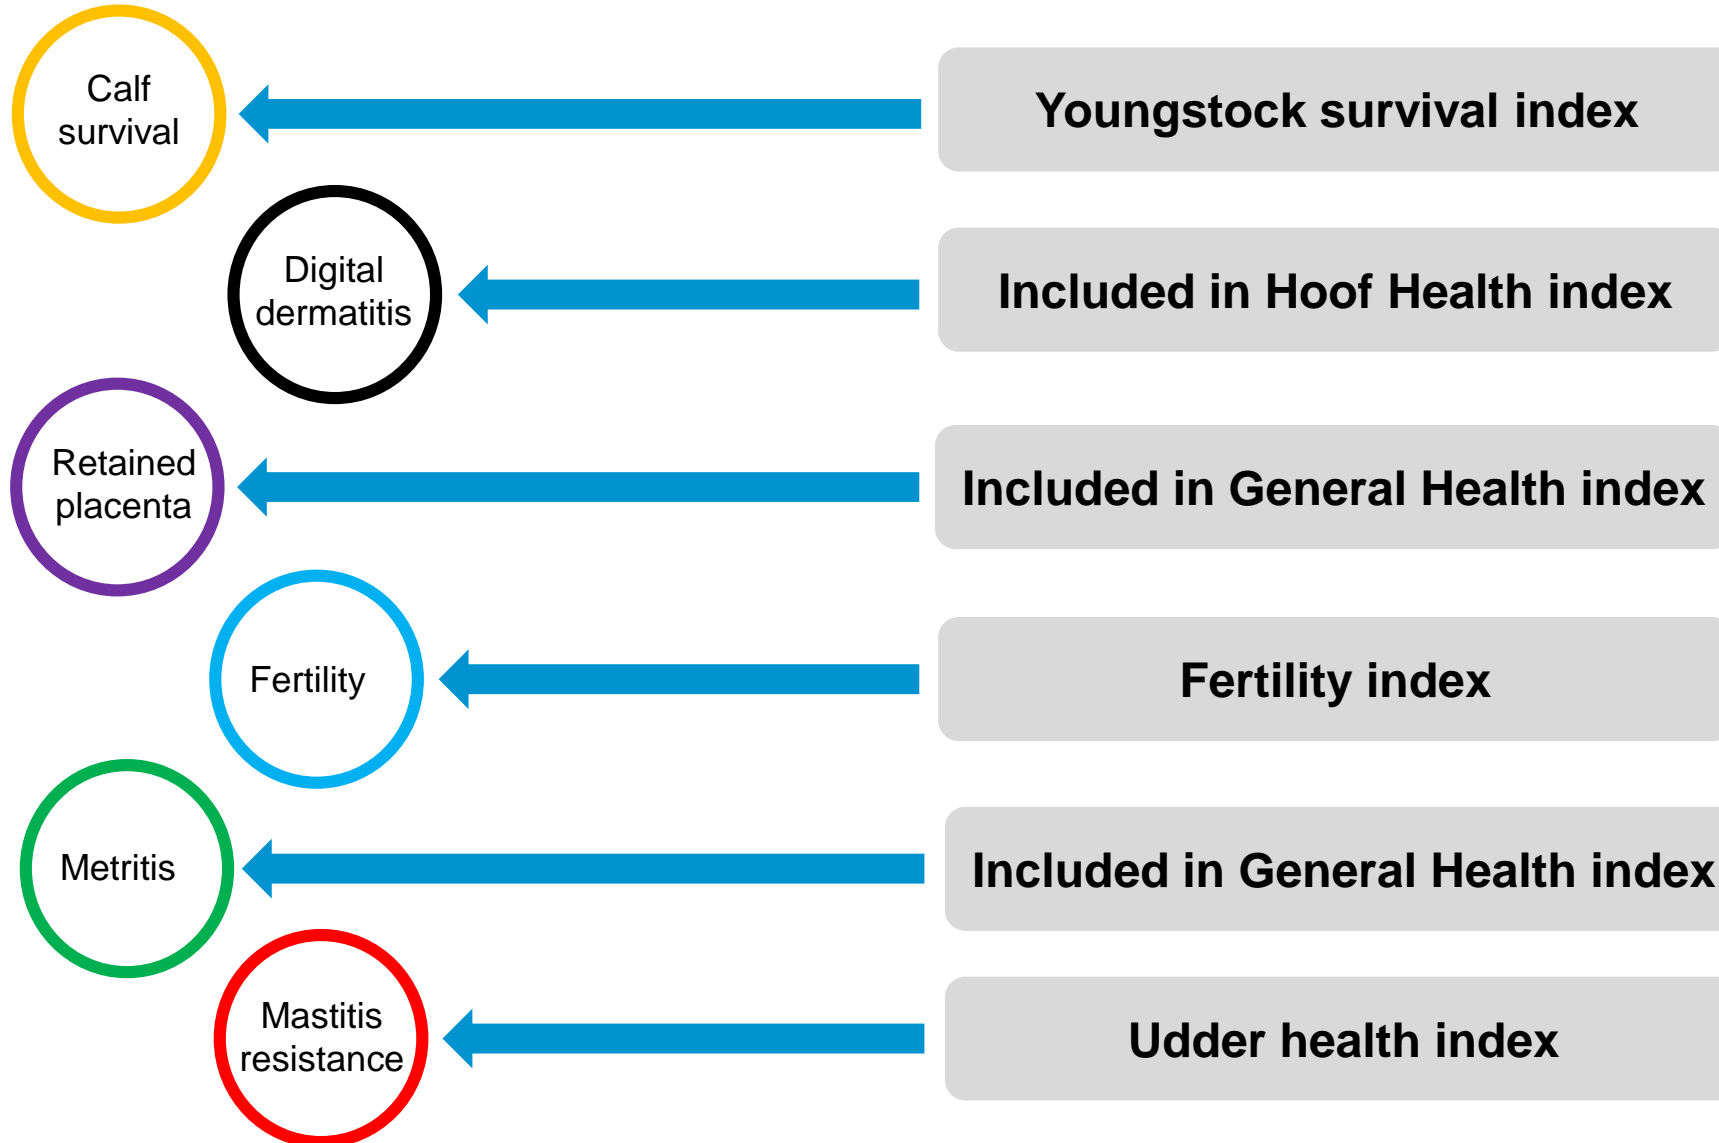 Calf
survival
Youngstock survival index
Digital
dermatitis
Included in Hoof Health index
Retained
placenta
Included in General Health index
Fertility
Fertility index
Metritis
Included in General Health index
Mastitis
resistance
Udder health index